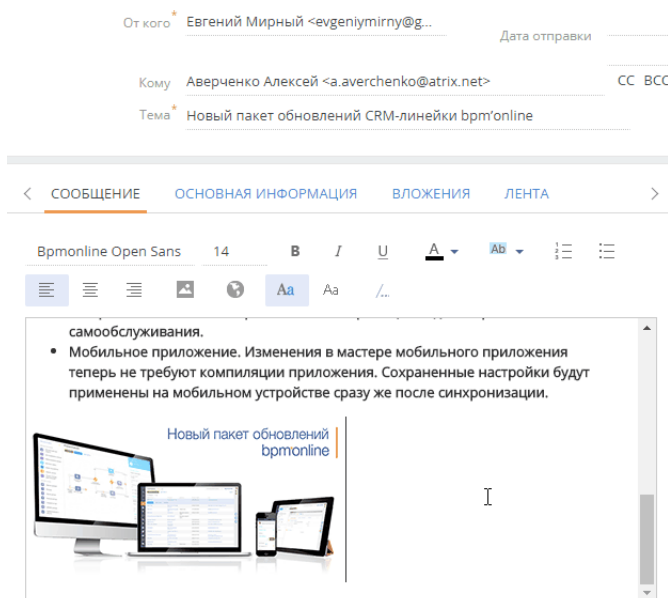 От кого* Евгений Мирный <evgeniymirny@g...
Дата отправки
Кому Аверченко Алексей <a.averchenko@atrix.net> CC BCC
Тема* Новый пакет обновлений CRM-линейки bpm'online
СООБЩЕНИЕ ОСНОВНАЯ ИНФОРМАЦИЯ ВЛОЖЕНИЯ ЛЕНТА
Bpmonline Open Sans 14 B I U A Ab
Aa Aa /...
самообслуживания.
• Мобильное приложение. Изменения в мастере мобильного приложения
теперь не требуют компиляции приложения. Сохраненные настройки будут
применены на мобильном устройстве сразу же после синхронизации.
Новый пакет обновлений
bpmonline